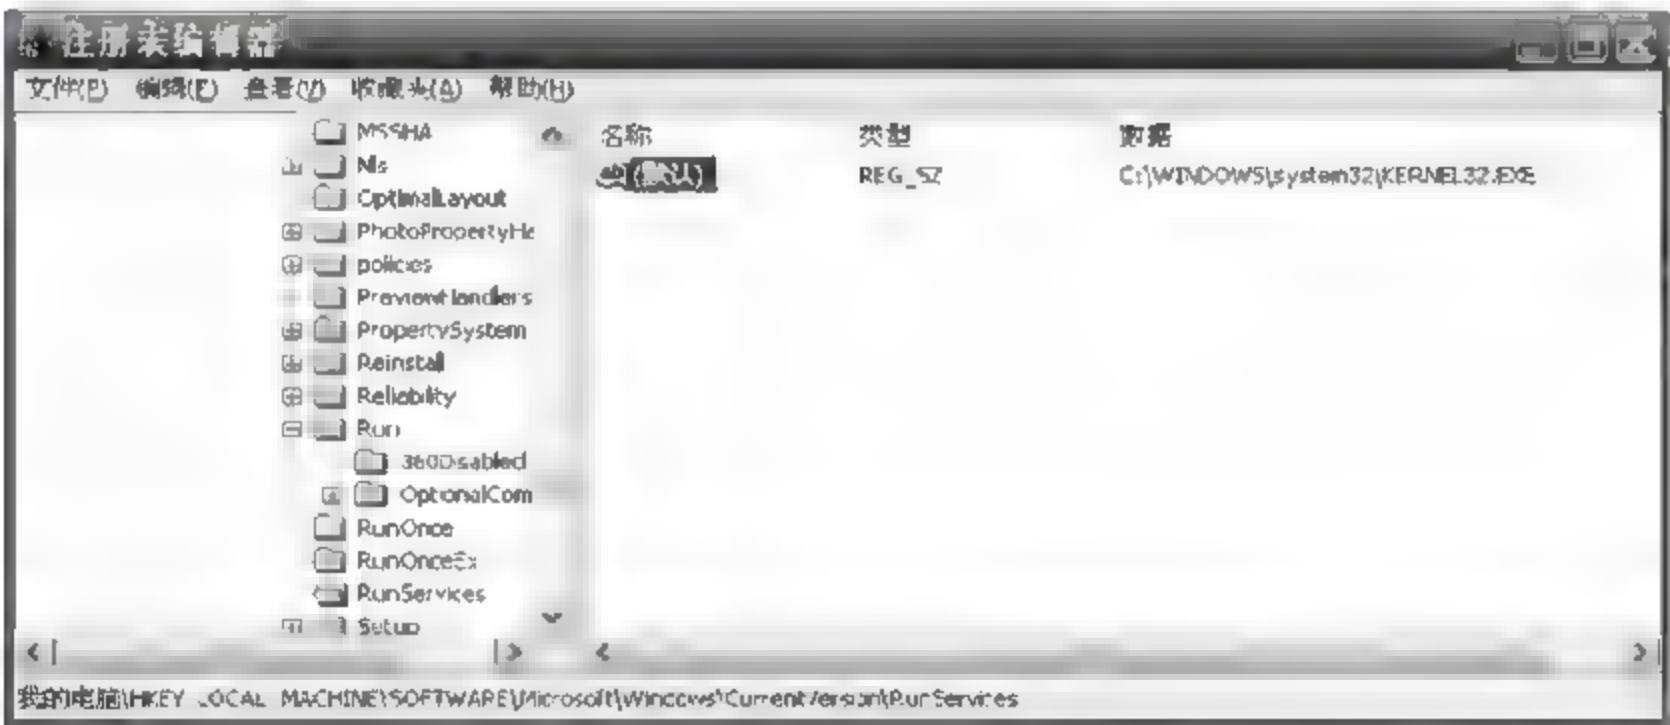 注册表编辑器
文件(F) 编辑(E) 查看(V) 收藏夹(A) 帮助(H)
MSSHA
Nls
OptimalLayout
PhotoPropertyHa
policies
PreviewHandlers
PropertySystem
Reinstall
Reliability
Run
360Disabled
OptionalCom
RunOnce
RunOnceEx
RunServices
Setup
名称 类型 数据
ab(默认) REG_SZ C:\WINDOWS\system32\KERNEL32.EXE
我的电脑\HKEY_LOCAL_MACHINE\SOFTWARE\Microsoft\Windows\CurrentVersion\RunServices